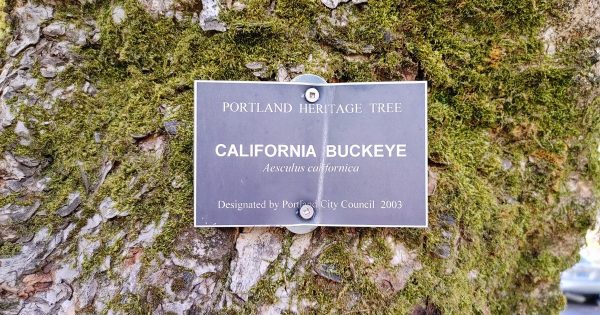 PORTLAND HERITAGE TREE
CALIFORNIA BUCKEYE
Aesculus californica
Designated by Portland City Council 2003